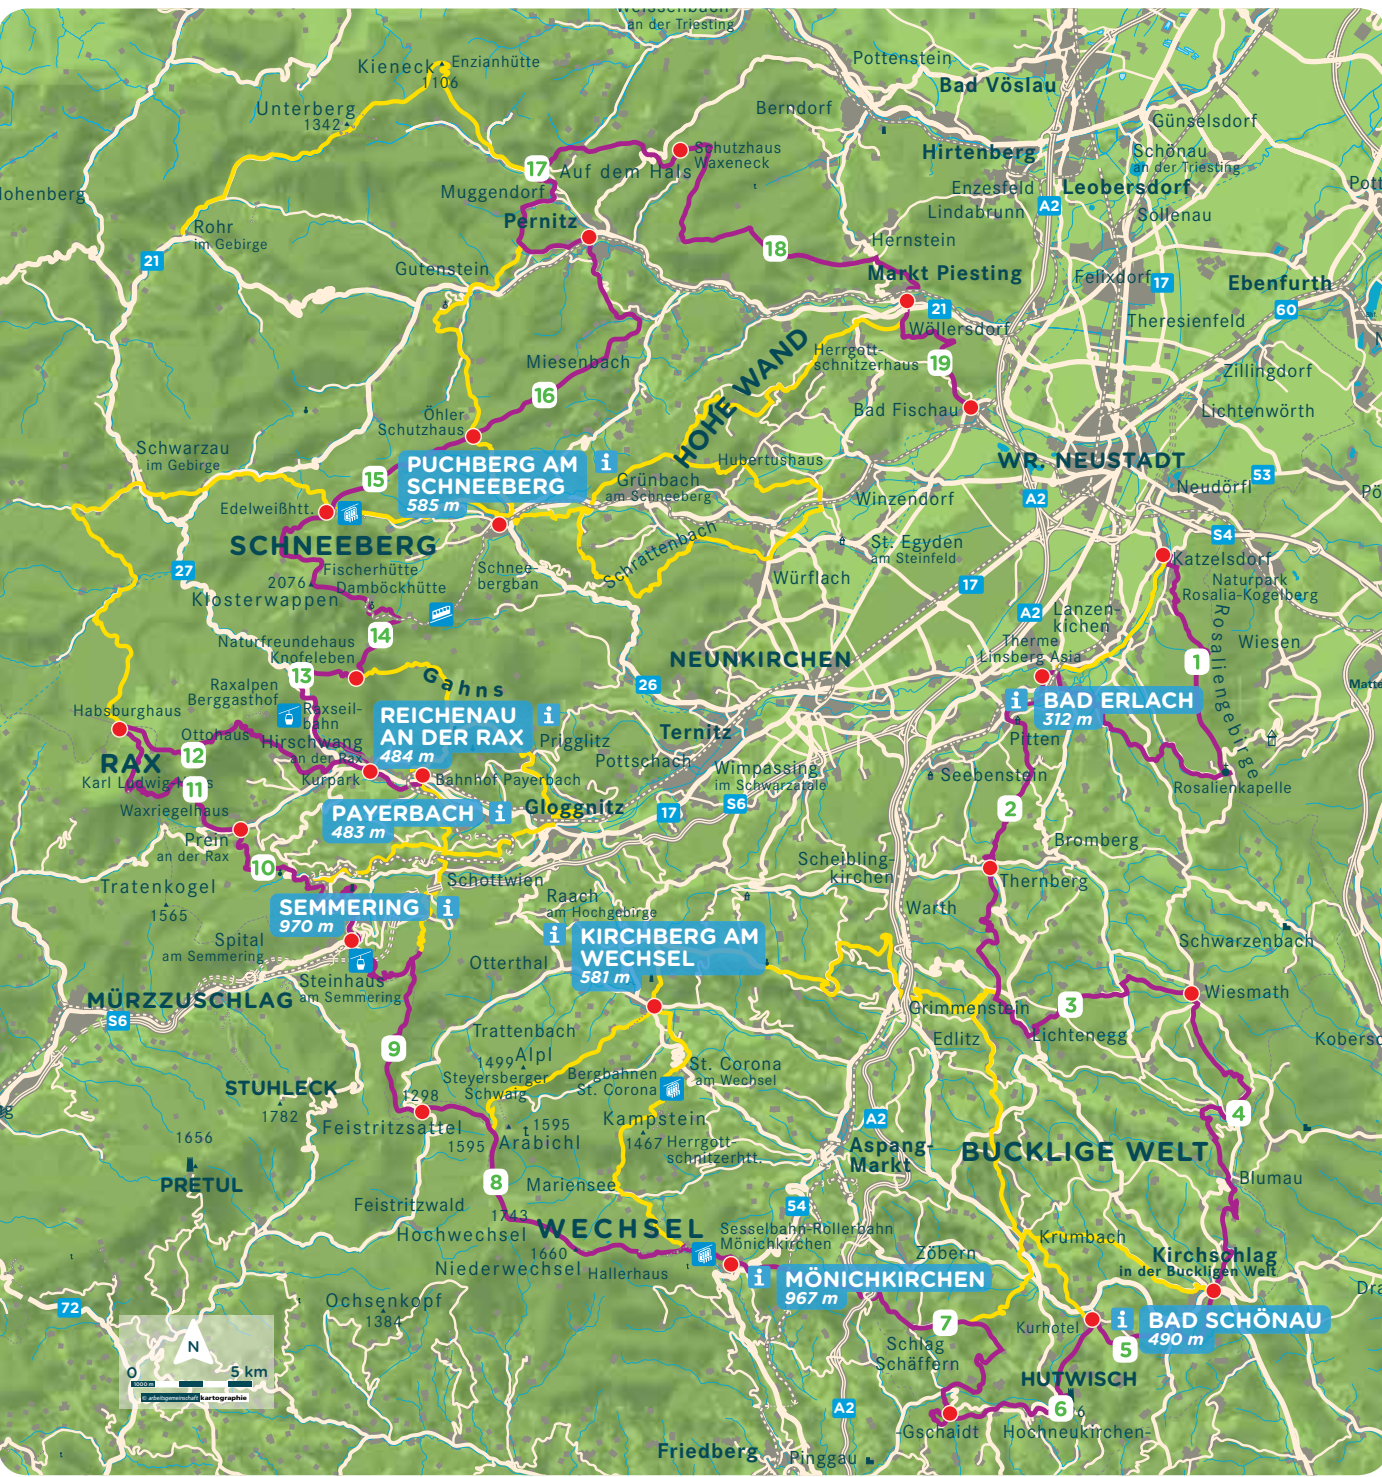 an der Triesting
Pottenstein
Kieneck
Enzianhütte
1106
Bad Vöslau
Unterberg
1342
Berndorf
Günselsdorf
Hirtenberg
Schönau
an der Triesting
Schutzhaus
Waxeneck
17
Auf dem Hals
Muggendorf
Enzesfeld
Lindabrunn
A2
Leobersdorf
Sollenau
Pernitz
Rohr
im Gebirge
21
Hernstein
18
Gutenstein
Markt Piesting
Felixdorf
17
Ebenfurth
21
60
Wöllersdorf
Theresienfeld
HOHE WAND
Herrgott-
schnitzerhaus
19
Miesenbach
Zillingdorf
16
Bad Fischau
Lichtenwörth
Öhler
Schutzhaus
Schwarzau
im Gebirge
PUCHBERG AM
SCHNEEBERG
585 m
i
15
Grünbach
am Schneeberg
Hubertushaus
WR. NEUSTADT
53
Neudörfl
Winzendorf
A2
Edelweißhtt.
SCHNEEBERG
Schrattenbach
St. Egyden
am Steinfeld
S4
Katzelsdorf
27
Fischerhütte
2076
Damböckhütte
Klosterwappen
Schnee-
bergban
Würflach
17
Naturpark
Rosalia-Kogelberg
A2
Lanzen-
kichen
14
Naturfreundehaus
Knofeleben
13
Gahns
NEUNKIRCHEN
Therme
Linsberg Asia
1
Rosaliengebirge
Wiesen
26
Raxalpen
Berggasthof
Raxseil-
bahn
Habsburghaus
REICHENAU
AN DER RAX
484 m
i
i
BAD ERLACH
312 m
Ottohaus
12
Hirschwang
an der Rax
Prigglitz
Ternitz
Pitten
RAX
Kurpark
Bahnhof Payerbach
Pottschach
Wimpassing
im Schwarzatale
Seebenstein
Rosalienkapelle
11
Waxriegelhaus
PAYERBACH
483 m
i
Gloggnitz
17
S6
2
Prein
an der Rax
10
Bromberg
Scheibling-
kirchen
Tratenkogel
1565
Schottwien
Thernberg
Raach
am Hochgebirge
Warth
SEMMERING
970 m
i
i
KIRCHBERG AM
WECHSEL
581 m
Spital
am Semmering
Schwarzenbach
Otterthal
Steinhaus
am Semmering
MÜRZZUSCHLAG
S6
Wiesmath
3
Grimmenstein
Lichtenegg
Edlitz
Trattenbach
9
1499
Alpl
Steyersberger
Schwaig
Bergbahnen
St. Corona
St. Corona
am Wechsel
STUHLECK
1782
1298
Feistritzsattel
Kampstein
1467
Herrgott-
schnitzerhtt.
A2
4
1595
1595
Arabichl
1656
PRETUL
Aspang-
Markt
BUCKLIGE WELT
8
Mariensee
Blumau
Feistritzwald
54
1743
Hochwechsel
WECHSEL
Sesselbahn-Rollerbahn
Mönichkirchen
Krumbach
Zöbern
Kirchschlag
in der Buckligen Welt
1660
Niederwechsel
Hallerhaus
i
MÖNICHKIRCHEN
967 m
72
Ochsenkopf
1384
7
Kurhotel
i
BAD SCHÖNAU
490 m
5
Schlag
Schäffern
N
0
5 km
1000 m
© arbeitsgemeinschaft kartographie
HUTWISCH
6
A2
-Gschaidt
Hochneukirchen-
Friedberg
Pinggau